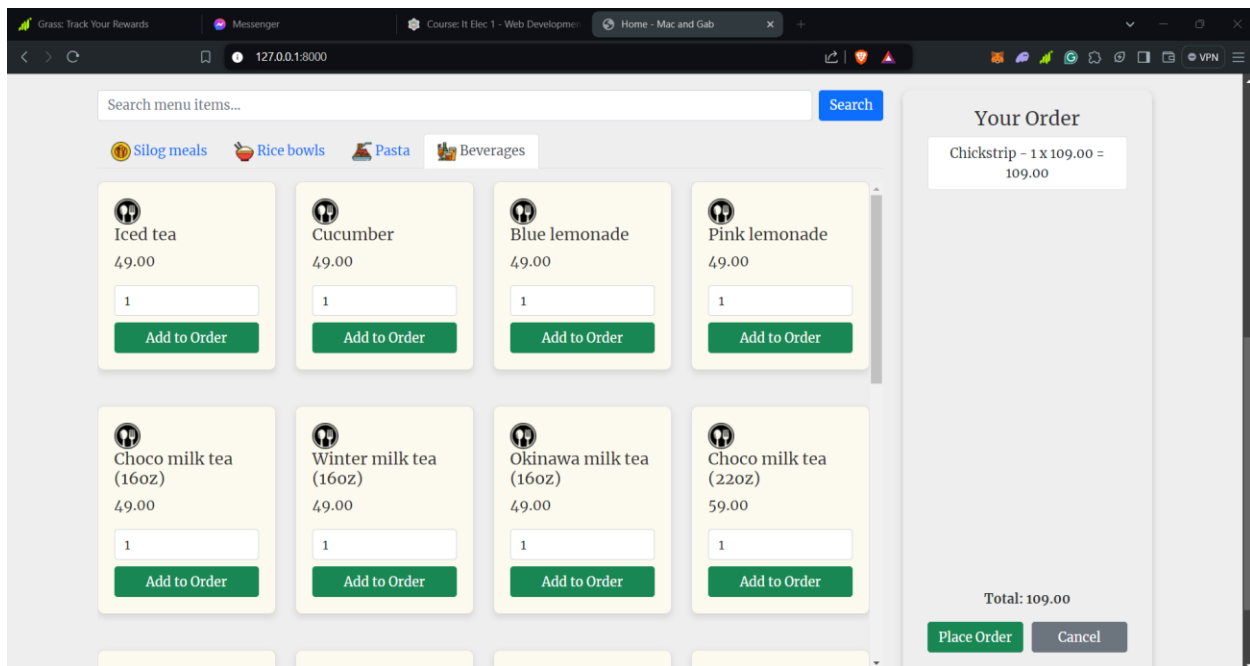 Grass: Track Your Rewards
Messenger
Course: It Elec 1 - Web Developmen
Home - Mac and Gab
127.0.0.1:8000
VPN
Search menu items...
Search
Silog meals
Rice bowls
Pasta
Beverages
Iced tea
49.00
1
Add to Order
Cucumber
49.00
1
Add to Order
Blue lemonade
49.00
1
Add to Order
Pink lemonade
49.00
1
Add to Order
Choco milk tea
(16oz)
49.00
1
Add to Order
Winter milk tea
(16oz)
49.00
1
Add to Order
Okinawa milk tea
(16oz)
49.00
1
Add to Order
Choco milk tea
(22oz)
59.00
1
Add to Order
Your Order
Chickstrip - 1 x 109.00 =
109.00
Total: 109.00
Place Order
Cancel